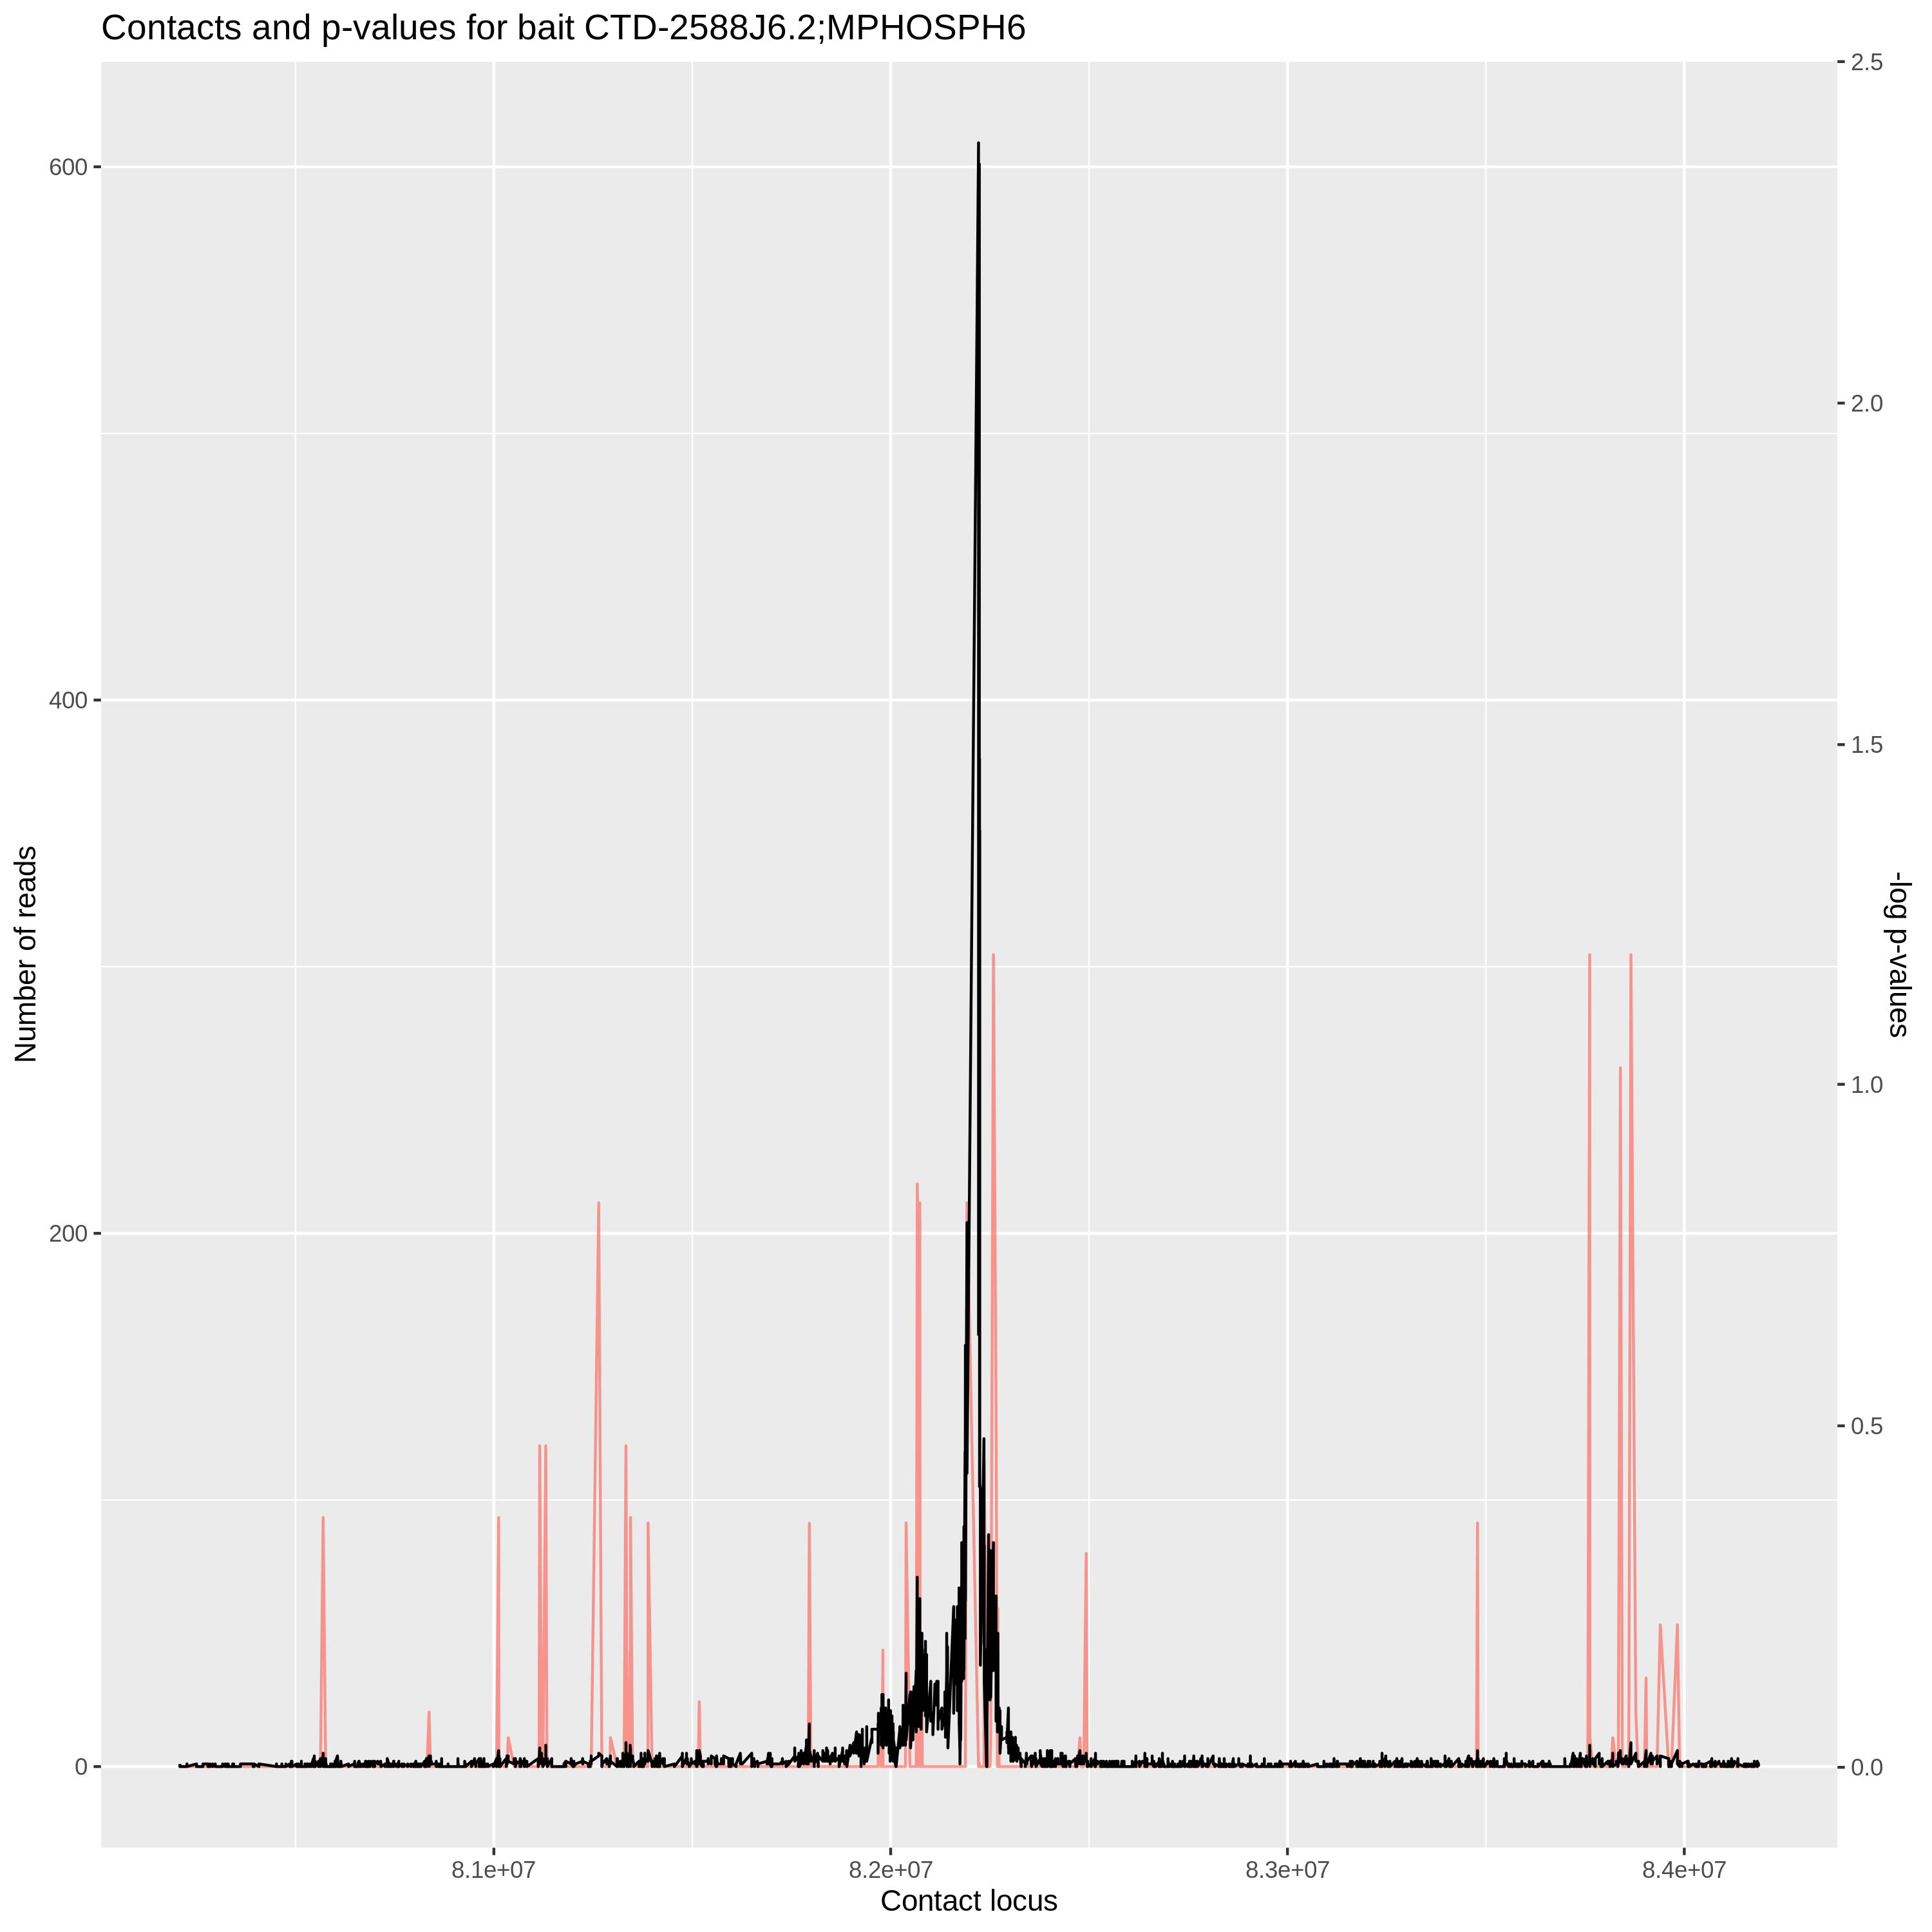 Contacts and p-values for bait CTD-2588J6.2;MPHOSPH6
2.5
600
2.0
400
1.5
Number of reads
-log p-values
1.0
200
0.5
0
0.0
8.1e+07
8.2e+07
8.3e+07
8.4e+07
Contact locus